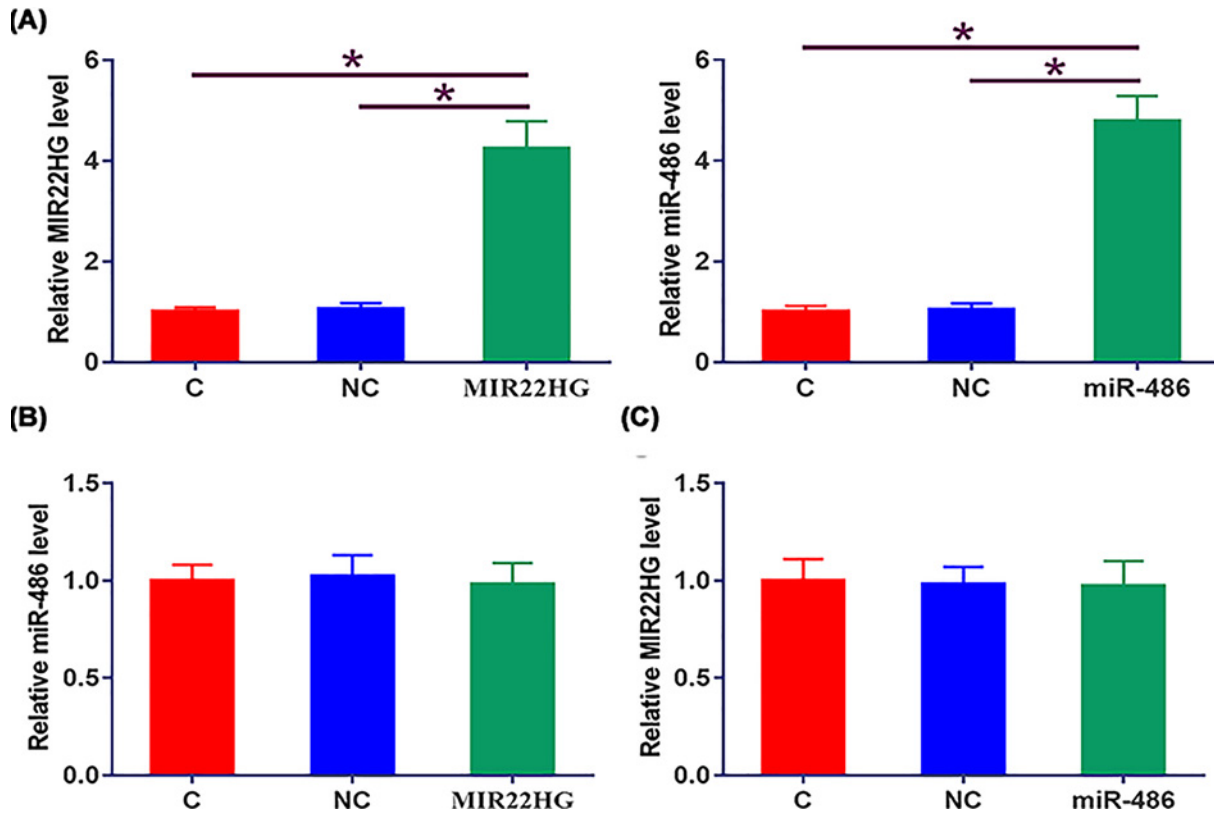 (A)
Relative MIR22HG level
6
4
2
0
*
*
C NC MIR22HG
Relative miR-486 level
6
4
2
0
*
*
C NC miR-486
(B)
Relative miR-486 level
1.5
1.0
0.5
0.0
C NC MIR22HG
(C)
Relative MIR22HG level
1.5
1.0
0.5
0.0
C NC miR-486